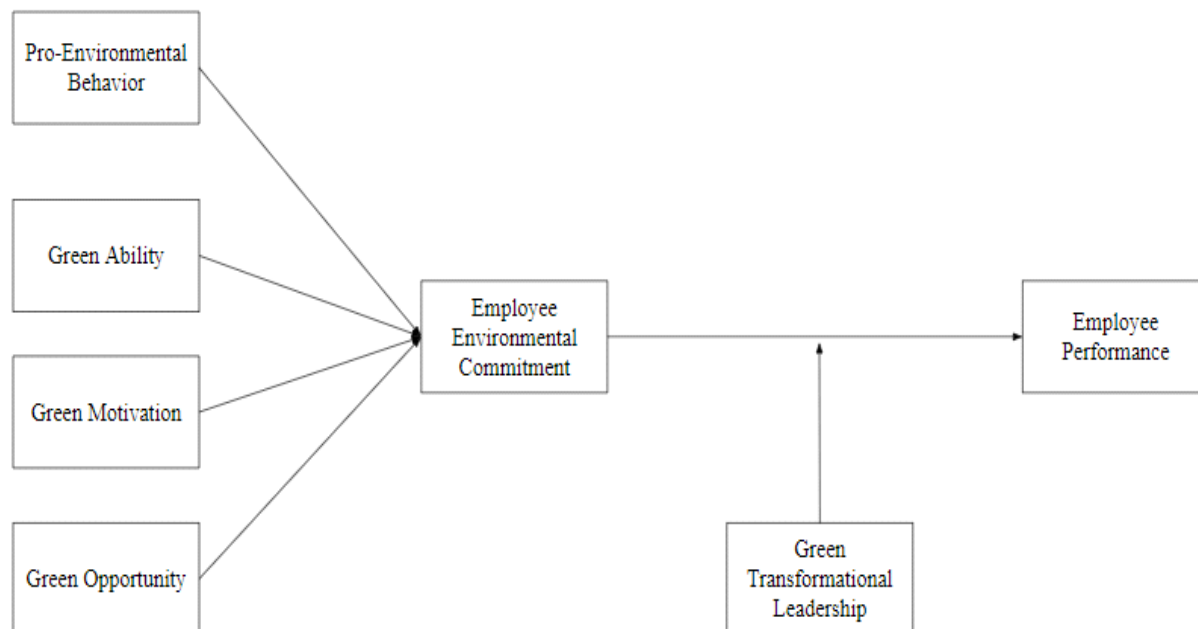 Pro-Environmental
Behavior
Green Ability
Green Motivation
Green Opportunity
Employee
Environmental
Commitment
Employee
Performance
Green
Transformational
Leadership